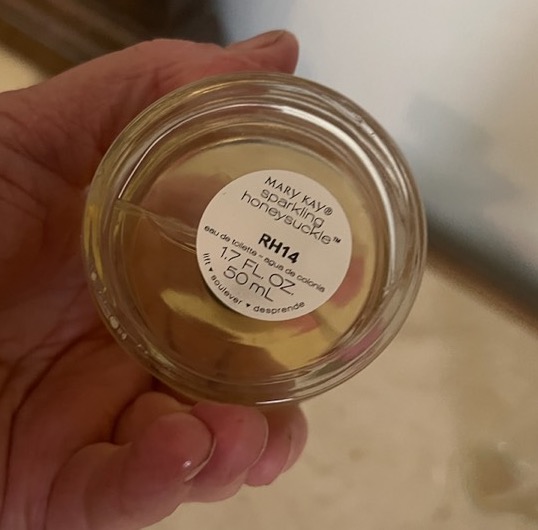 MARY KAY®
sparkling
honeysuckle™
RH14
eau de toilette – agua de colonia
1.7 FL. OZ.
50 mL
lift ♥ soulever ♥ desprende